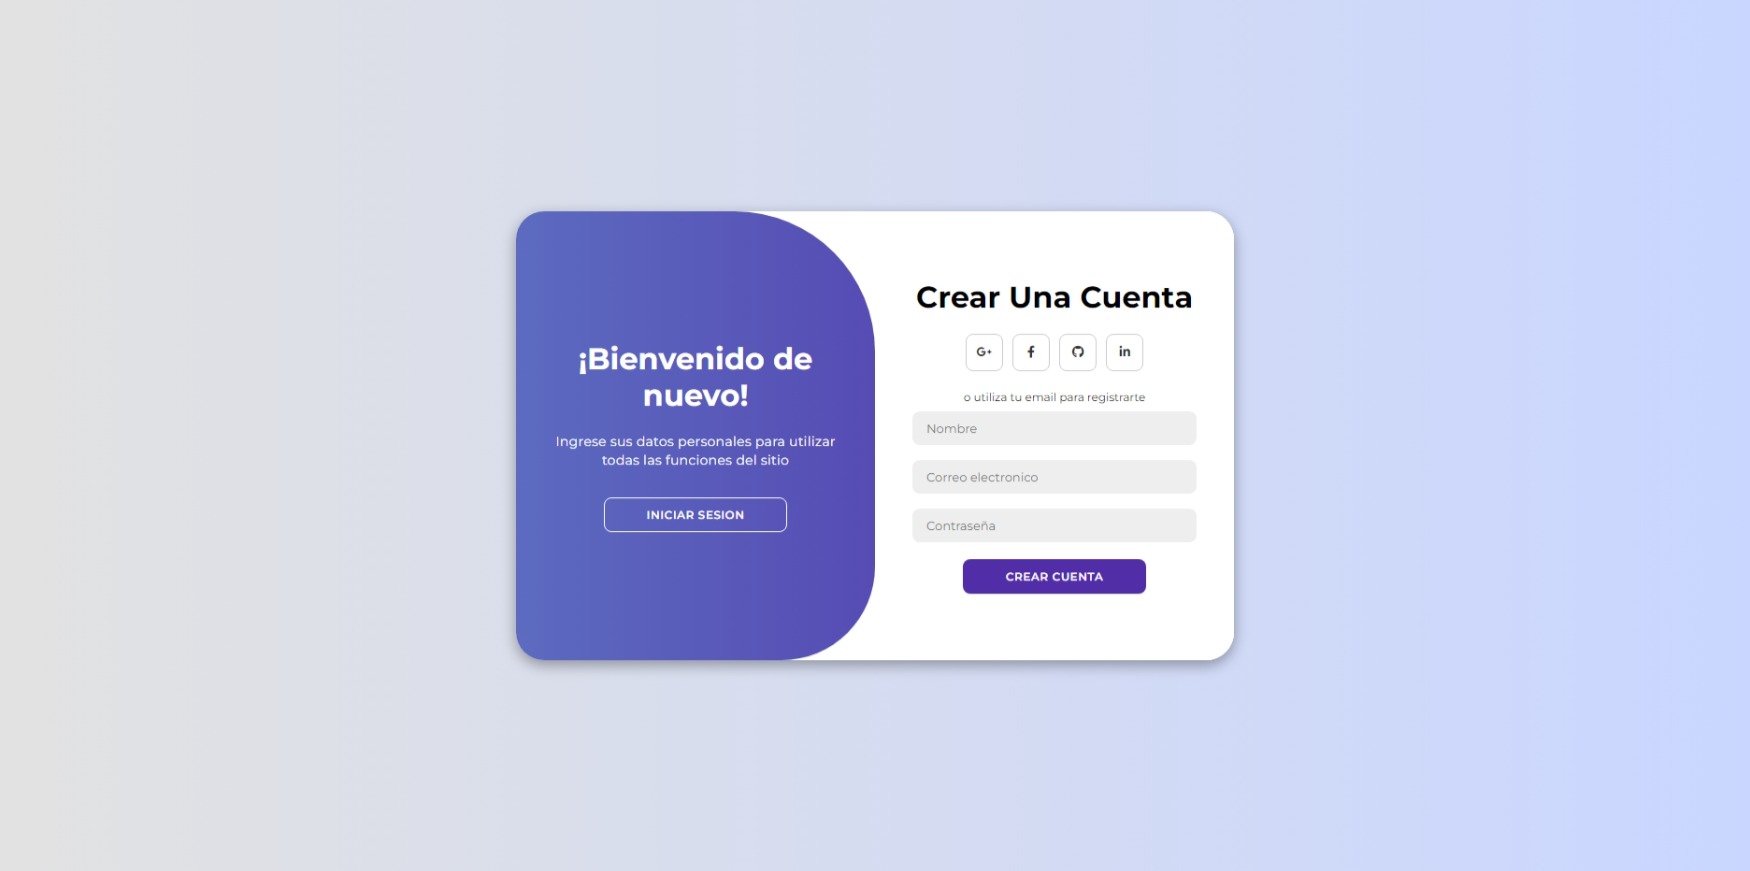 ¡Bienvenido de
nuevo!
Ingrese sus datos personales para utilizar
todas las funciones del sitio
INICIAR SESION
Crear Una Cuenta
G+
f
in
o utiliza tu email para registrarte
Nombre
Correo electronico
Contraseña
CREAR CUENTA